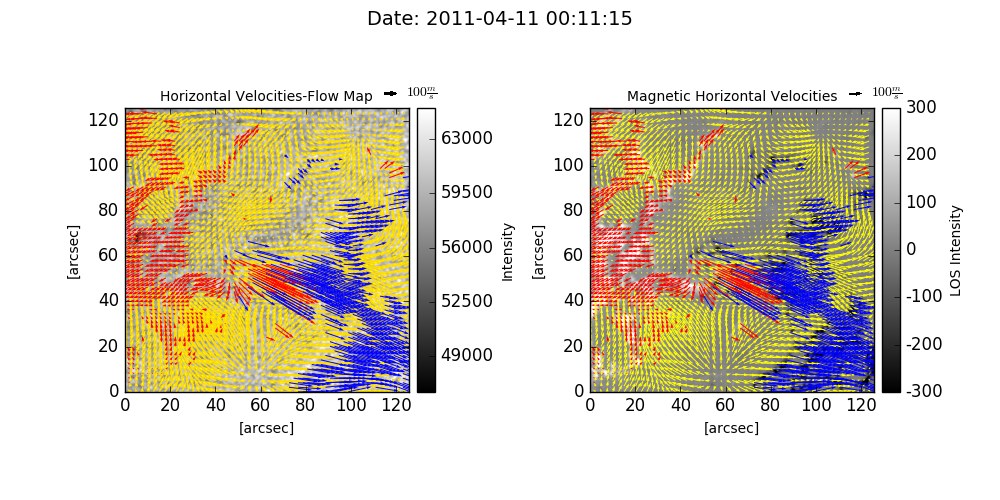 Date: 2011-04-11 00:11:15
Horizontal Velocities-Flow Map
100 m/s
Magnetic Horizontal Velocities
100 m/s
120
100
80
60
40
20
0
[arcsec]
0 20 40 60 80 100 120
[arcsec]
63000
59500
56000
52500
49000
Intensity
120
100
80
60
40
20
0
[arcsec]
0 20 40 60 80 100 120
[arcsec]
300
200
100
0
-100
-200
-300
LOS Intensity